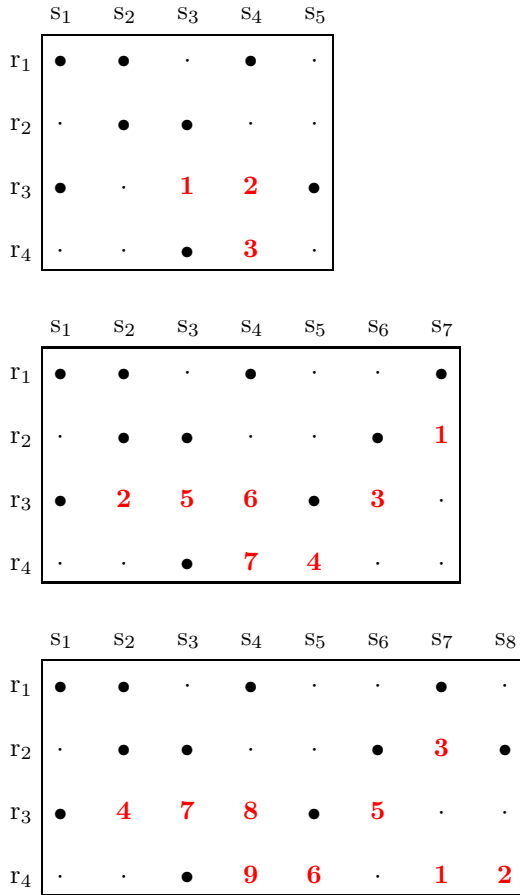 s₁ s₂ s₃ s₄ s₅
r₁ • • · • ·
r₂ · • • · ·
r₃ • · 1 2 •
r₄ · · • 3 ·
s₁ s₂ s₃ s₄ s₅ s₆ s₇
r₁ • • · • · · •
r₂ · • • · · • 1
r₃ • 2 5 6 • 3 ·
r₄ · · • 7 4 · ·
s₁ s₂ s₃ s₄ s₅ s₆ s₇ s₈
r₁ • • · • · · • ·
r₂ · • • · · • 3 •
r₃ • 4 7 8 • 5 · ·
r₄ · · • 9 6 · 1 2